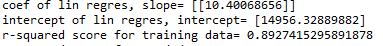 coef of lin regres, slope= [[10.40068656]]
intercept of lin regres, intercept= [14956.32889882]
r-squared score for training data= 0.8927415295891878